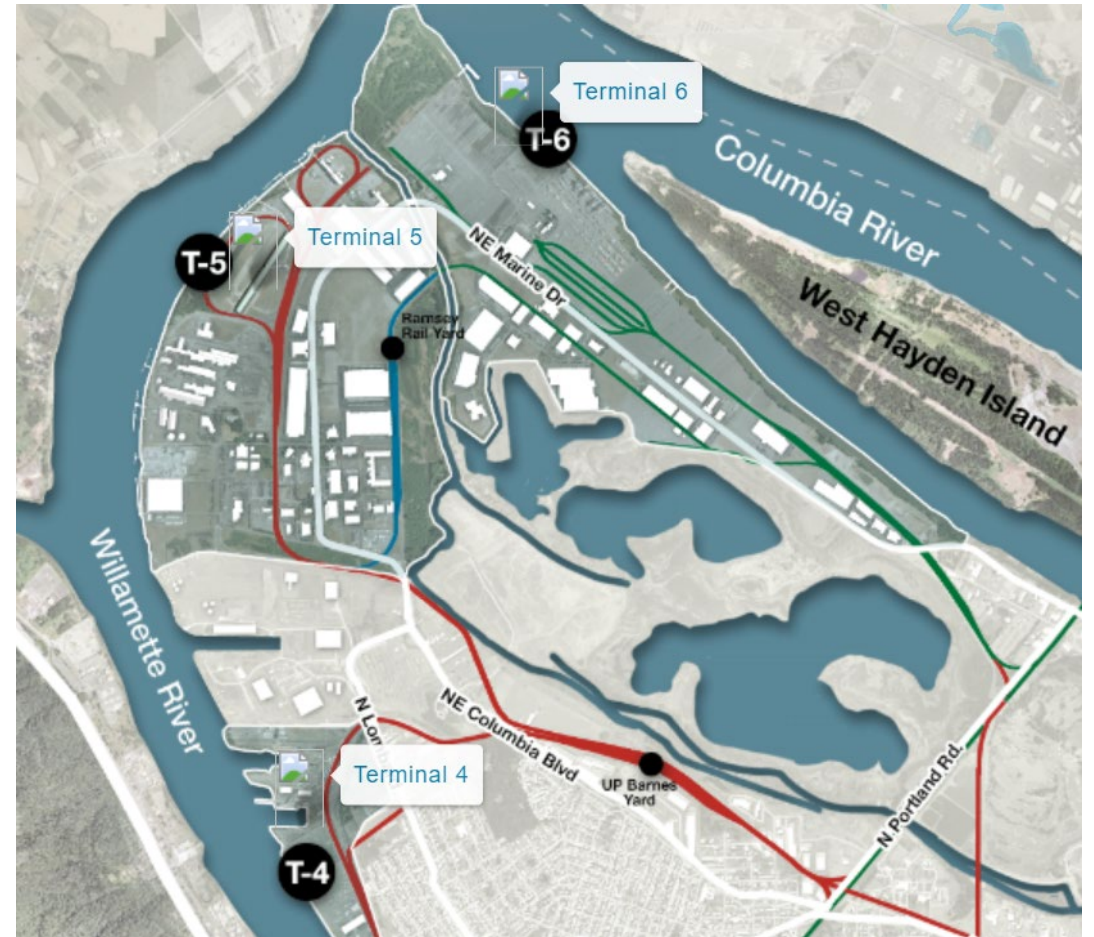 Terminal 6
T-6
Columbia River
West Hayden Island
NE Marine Dr
Terminal 5
T-5
Ramsey
Rail Yard
Willamette River
N Lom
NE Columbia Blvd
Terminal 4
UP Barnes
Yard
N Portland Rd.
T-4